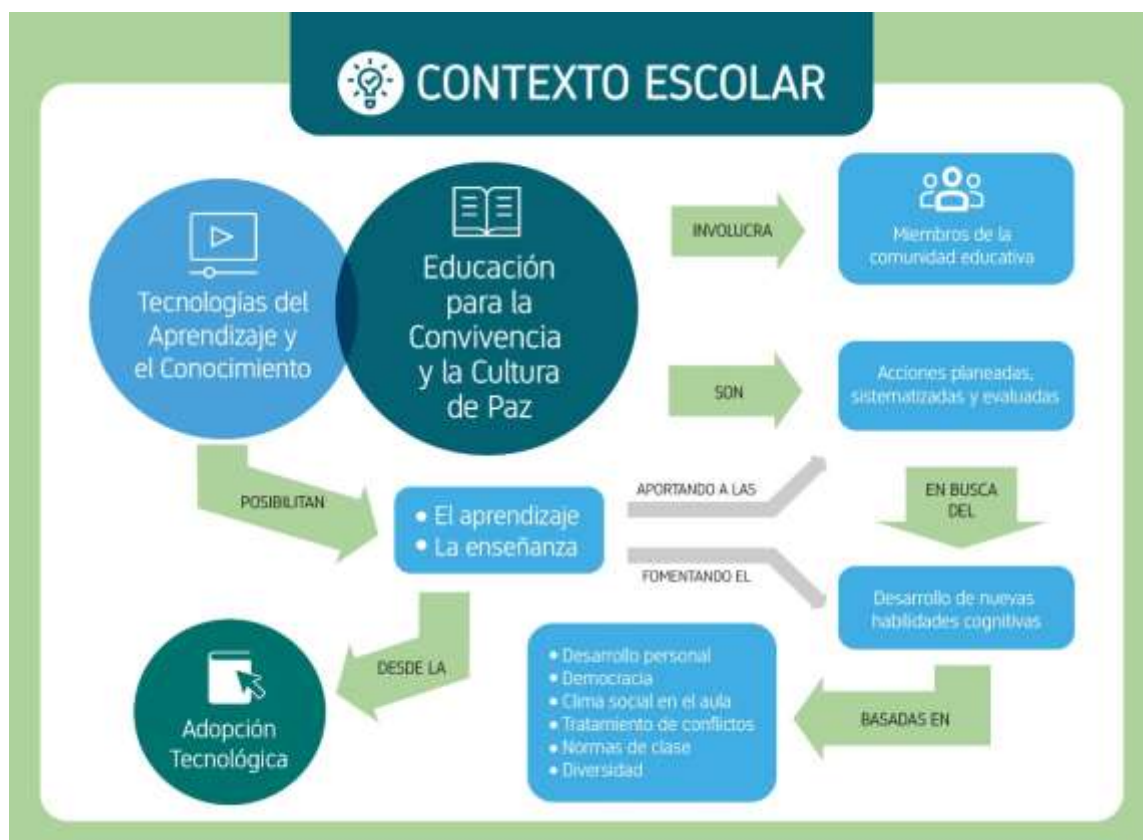 CONTEXTO ESCOLAR
Tecnologías del
Aprendizaje y
el Conocimiento
Educación
para la
Convivencia
y la Cultura
de Paz
INVOLUCRA
Miembros de la
comunidad educativa
SON
Acciones planeadas,
sistematizadas y evaluadas
POSIBILITAN
• El aprendizaje
• La enseñanza
APORTANDO A LAS
EN BUSCA
DEL
FOMENTANDO EL
Desarrollo de nuevas
habilidades cognitivas
DESDE LA
Adopción
Tecnológica
• Desarrollo personal
• Democracia
• Clima social en el aula
• Tratamiento de conflictos
• Normas de clase
• Diversidad
BASADAS EN